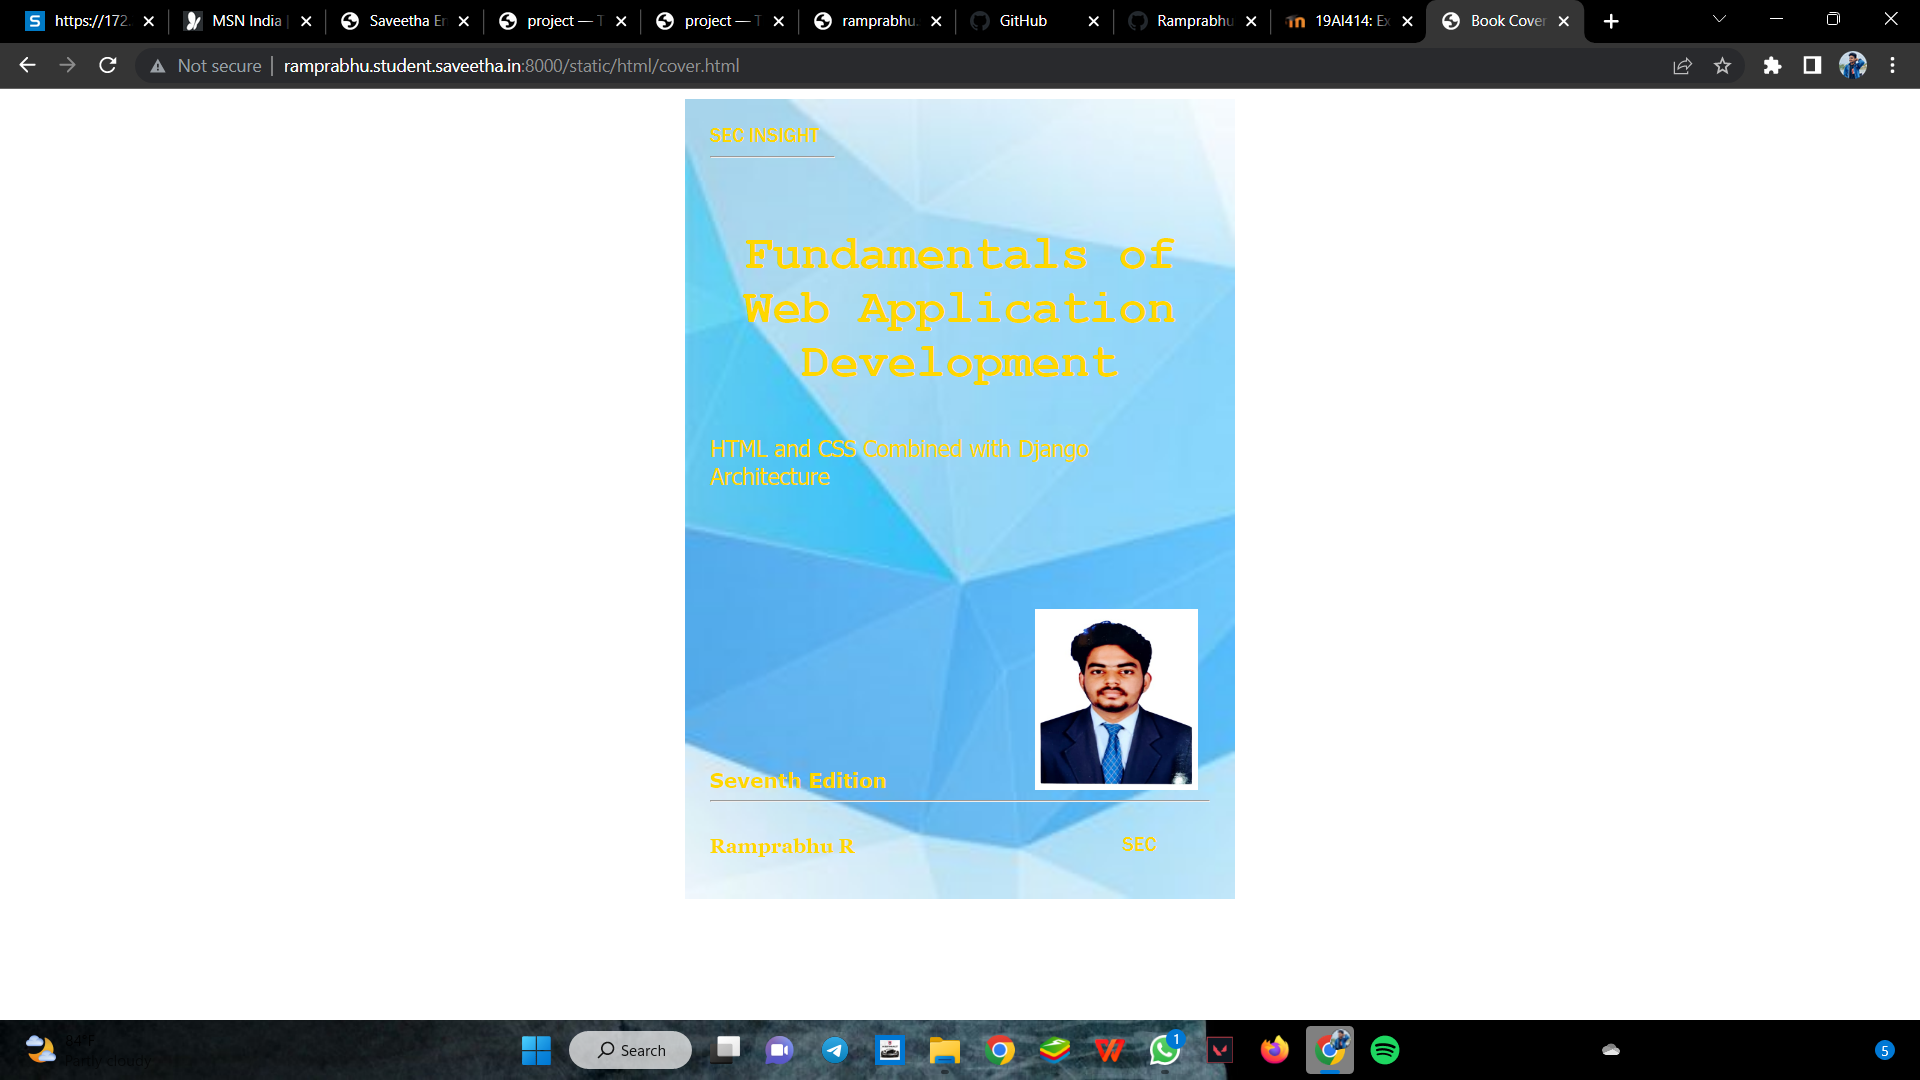 https://172.
MSN India |
Saveetha En
project — T
project — T
ramprabhu.
GitHub
Ramprabhu
19AI414: Ex
Book Cover
Not secure
ramprabhu.student.saveetha.in:8000/static/html/cover.html
SEC INSIGHT
Fundamentals of
Web Application
Development
HTML and CSS Combined with Django
Architecture
Seventh Edition
Ramprabhu R
SEC
84°F
Partly cloudy
Search
1
5